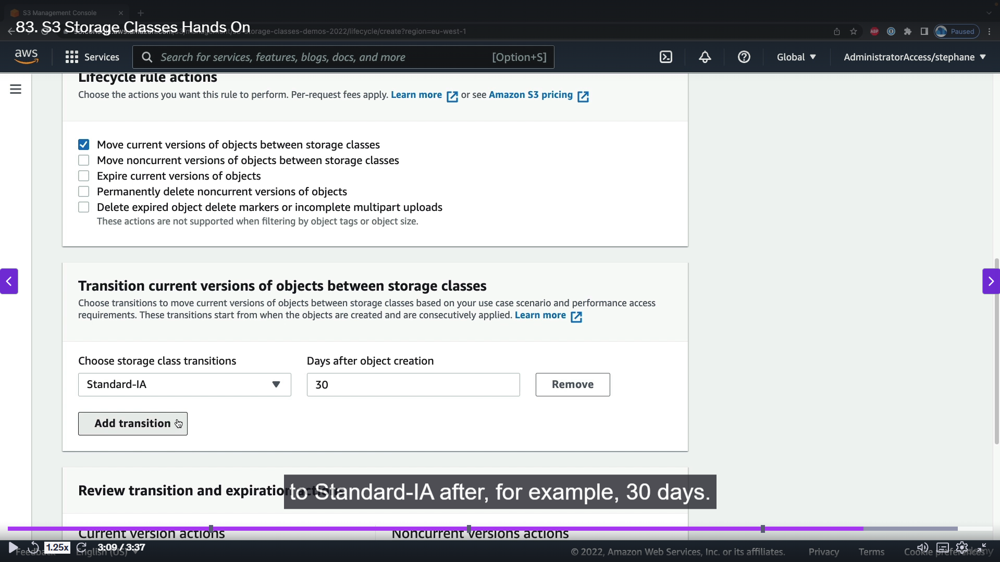 S3 Management Console
83. S3 Storage Classes Hands On
storage-classes-demos-2022/lifecycle/create?region=eu-west-1
ABP
Paused
aws
Services
Search for services, features, blogs, docs, and more
[Option+S]
Global
AdministratorAccess/stephane
Lifecycle rule actions
Choose the actions you want this rule to perform. Per-request fees apply. Learn more or see Amazon S3 pricing
Move current versions of objects between storage classes
Move noncurrent versions of objects between storage classes
Expire current versions of objects
Permanently delete noncurrent versions of objects
Delete expired object delete markers or incomplete multipart uploads
These actions are not supported when filtering by object tags or object size.
Transition current versions of objects between storage classes
Choose transitions to move current versions of objects between storage classes based on your use case scenario and performance access
requirements. These transitions start from when the objects are created and are consecutively applied. Learn more
Choose storage class transitions
Days after object creation
Standard-IA
30
Remove
Add transition
Review transition and expiration actions
to Standard-IA after, for example, 30 days.
Current version actions
Noncurrent versions actions
1.25x
3:09 / 3:37
Feedback
English (US)
© 2022, Amazon Web Services, Inc. or its affiliates.
Privacy
Terms
Cookie preferences